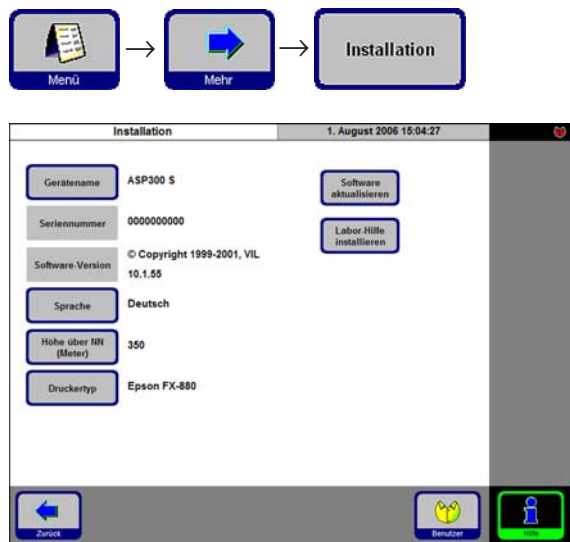 Menü
Mehr
Installation
Installation
1. August 2006 15:04:27
Gerätename
ASP300 S
Software
aktualisieren
Seriennummer
0000000000
Labor-Hilfe
installieren
Software-Version
© Copyright 1999-2001, VIL
10.1.55
Sprache
Deutsch
Höhe über NN
(Meter)
350
Druckertyp
Epson FX-880
Zurück
Benutzer
Hilfe